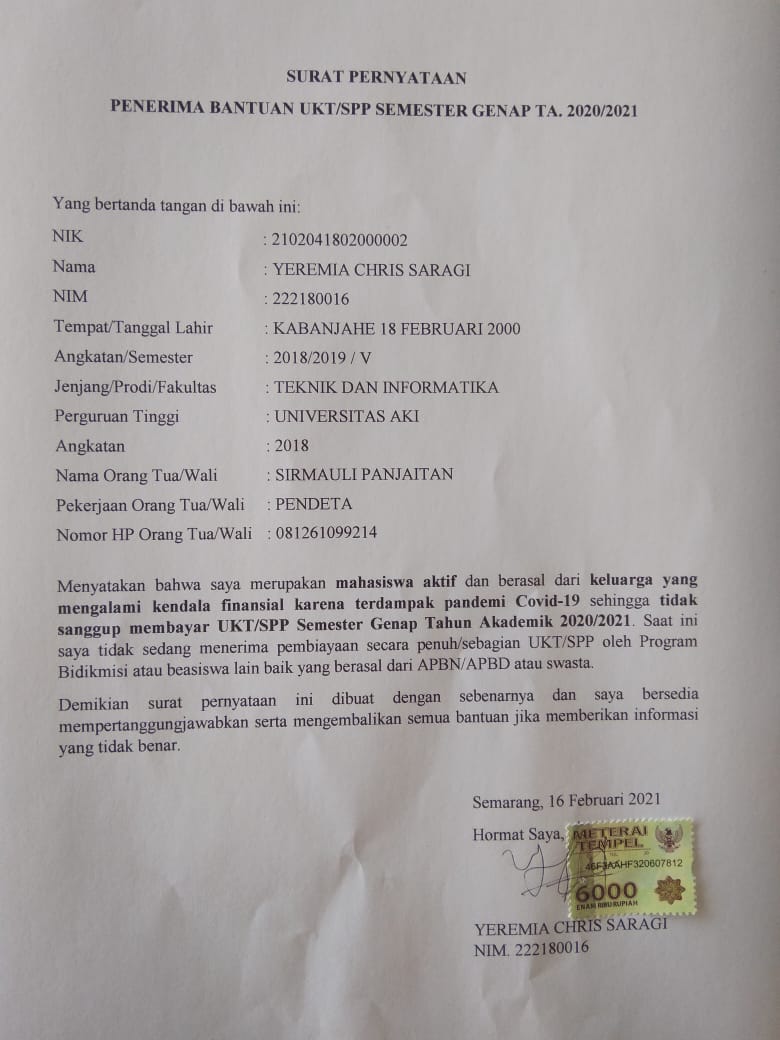 SURAT PERNYATAAN
PENERIMA BANTUAN UKT/SPP SEMESTER GENAP TA. 2020/2021
Yang bertanda tangan di bawah ini:
NIK : 2102041802000002
Nama : YEREMIA CHRIS SARAGI
NIM : 222180016
Tempat/Tanggal Lahir : KABANJAHE 18 FEBRUARI 2000
Angkatan/Semester : 2018/2019 / V
Jenjang/Prodi/Fakultas : TEKNIK DAN INFORMATIKA
Perguruan Tinggi : UNIVERSITAS AKI
Angkatan : 2018
Nama Orang Tua/Wali : SIRMAULI PANJAITAN
Pekerjaan Orang Tua/Wali : PENDETA
Nomor HP Orang Tua/Wali : 081261099214
Menyatakan bahwa saya merupakan mahasiswa aktif dan berasal dari keluarga yang
mengalami kendala finansial karena terdampak pandemi Covid-19 sehingga tidak
sanggup membayar UKT/SPP Semester Genap Tahun Akademik 2020/2021. Saat ini
saya tidak sedang menerima pembiayaan secara penuh/sebagian UKT/SPP oleh Program
Bidikmisi atau beasiswa lain baik yang berasal dari APBN/APBD atau swasta.
Demikian surat pernyataan ini dibuat dengan sebenarnya dan saya bersedia
mempertanggungjawabkan serta mengembalikan semua bantuan jika memberikan informasi
yang tidak benar.
Semarang, 16 Februari 2021
Hormat Saya,
METERAI
TEMPEL
46F3AAHF320607812
6000
ENAM RIBU RUPIAH
YEREMIA CHRIS SARAGI
NIM. 222180016